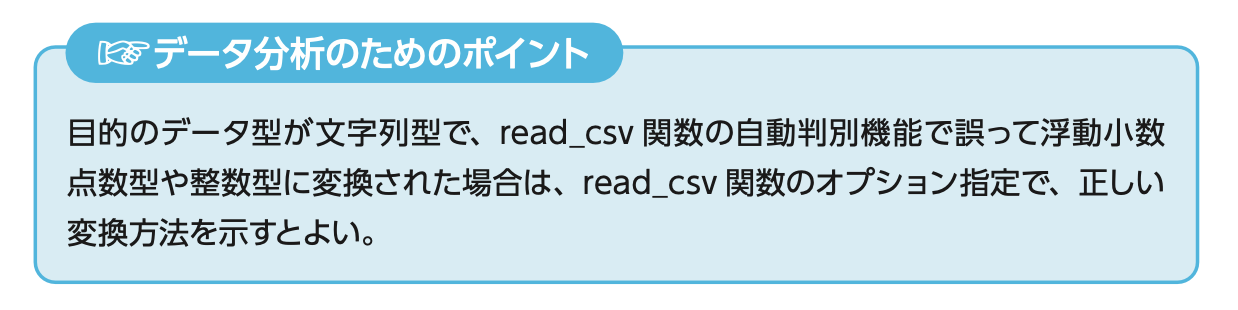 ☞データ分析のためのポイント
目的のデータ型が文字列型で、read_csv 関数の自動判別機能で誤って浮動小数
点数型や整数型に変換された場合は、read_csv 関数のオプション指定で、正しい
変換方法を示すとよい。